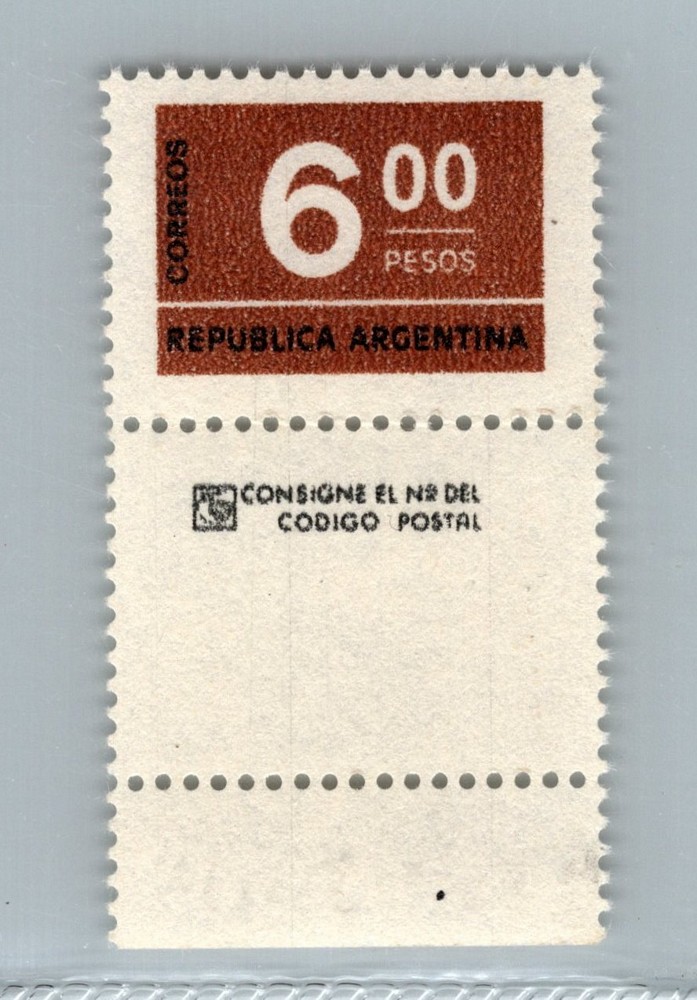 CORREOS
6 00
PESOS
REPUBLICA ARGENTINA
CONSIGNE EL Nº DEL
CODIGO POSTAL